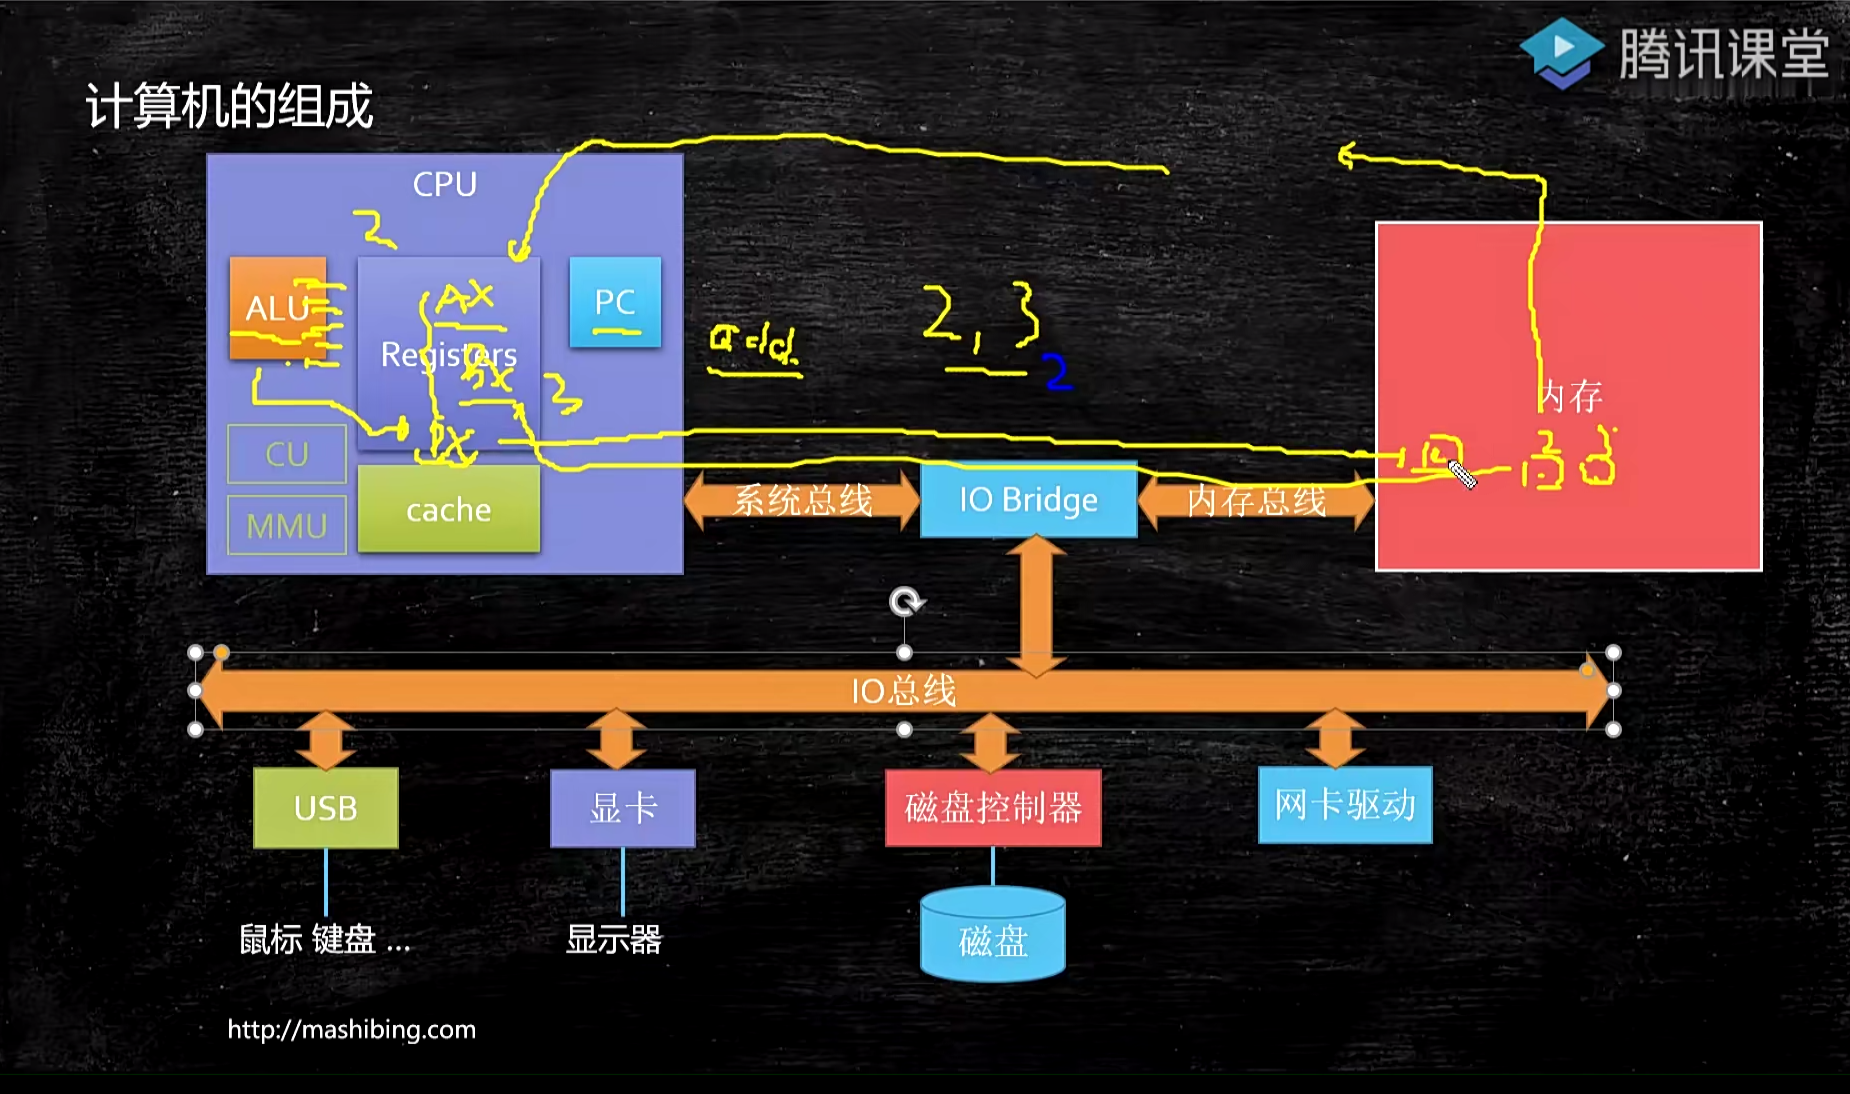 腾讯课堂
计算机的组成
CPU
2
ALU
AX
PC
Registers
add
2, 3
2
BX
3
内存
CU
cache
系统总线
IO Bridge
内存总线
MMU
IO总线
USB
显卡
磁盘控制器
网卡驱动
鼠标 键盘 ...
显示器
磁盘
http://mashibing.com